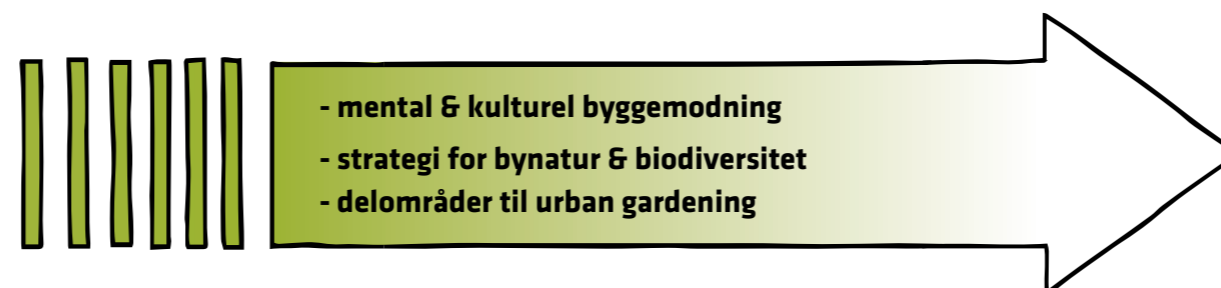 - mental & kulturel byggemodning
- strategi for bynatur & biodiversitet
- delområder til urban gardening